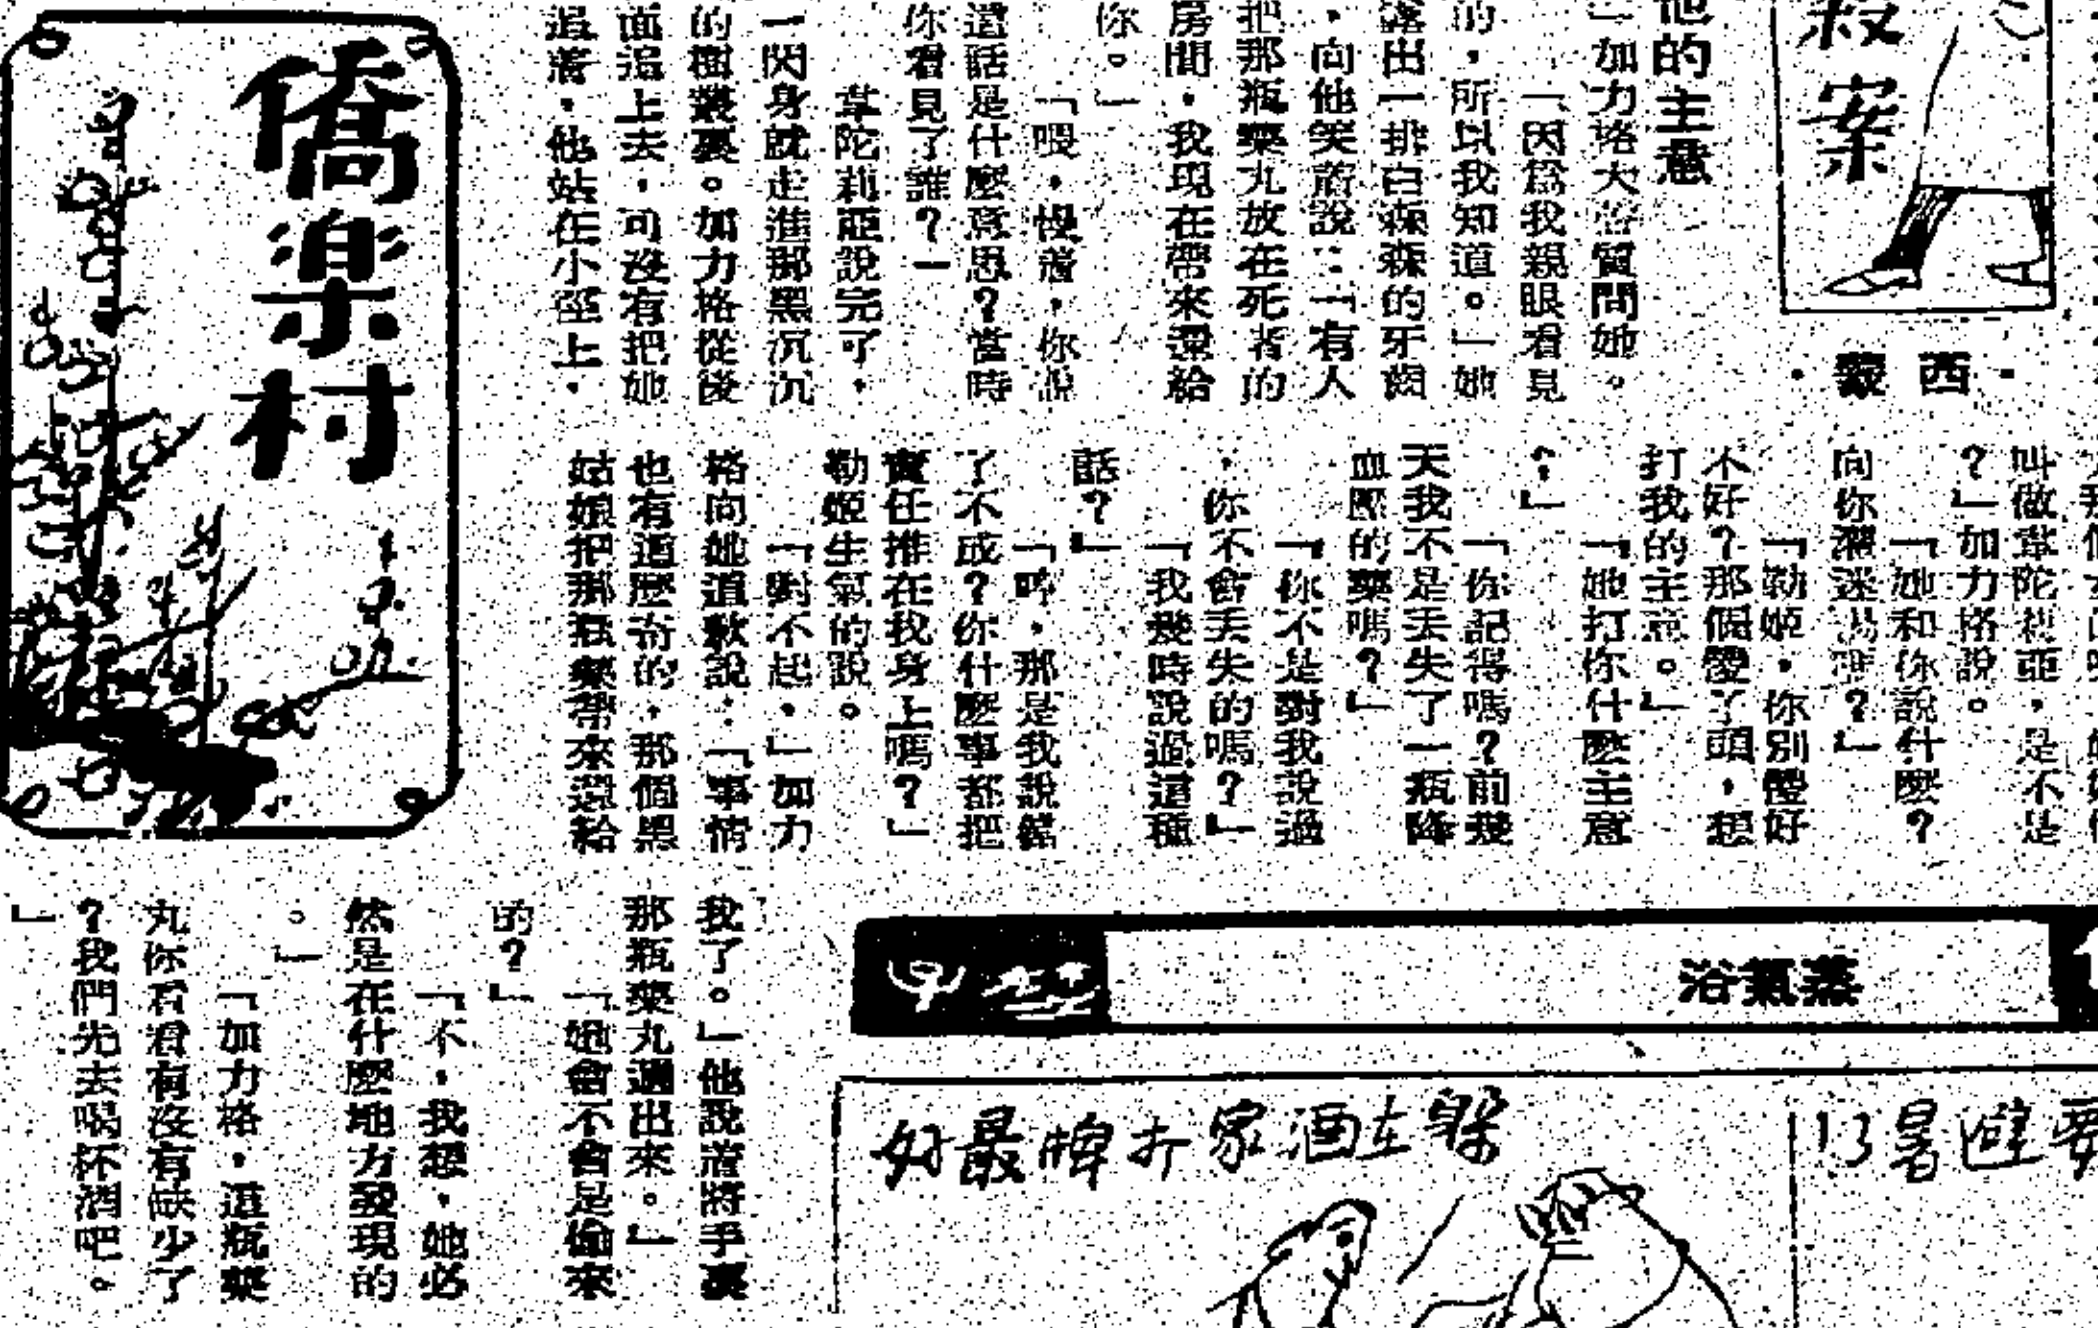 殺案
西蒙
他的主意
」加力格大聲質問她。
「因爲我親眼看見
的，所以我知道。」她
露出一排白森森的牙齒
，向他笑着說：「有人
把那瓶藥丸放在死者的
房間，我現在帶來還給
你。」
「喂，慢着，你說
這話是什麼意思？當時
你看見了誰？」
韋陀莉亞說完了，
一閃身就走進那黑沉沉
的樹叢裏。加力格從後
面追上去，可沒有把她
追着，他站在小徑上，
僑樂村
叫做韋陀莉亞，是不是
？」加力格說。
「她和你說什麼？
向你灌迷湯嗎？」
「勒姬，你別這好
不好？那個壞了頭，想
打我的主意。」
「她打你什麼主意
？」
「你記得嗎？前幾
天我不是丟失了一瓶降
血壓的藥嗎？」
「你不是對我說過
，你不會丟失的嗎？」
「我幾時說過這種
話？」
「哼，那是我說錯
了不成？你什麼事都把
責任推在我身上嗎？」
勒姬生氣的說。
「對不起，」加力
格向她道歉說：「事情
也有這麼奇的，那個黑
姑娘把那瓶藥帶來還給
我了。」他說着將手裏
那瓶藥丸遞出來。」
「她會不會是偷來
的？」
「不，我想，她必
然是在什麼地方發現的
。」
「加力格，這瓶藥
丸你看看有沒有缺少了
？我們先去喝杯酒吧。
」
蒸氣浴
要避暑
躲在酒家打牌最好